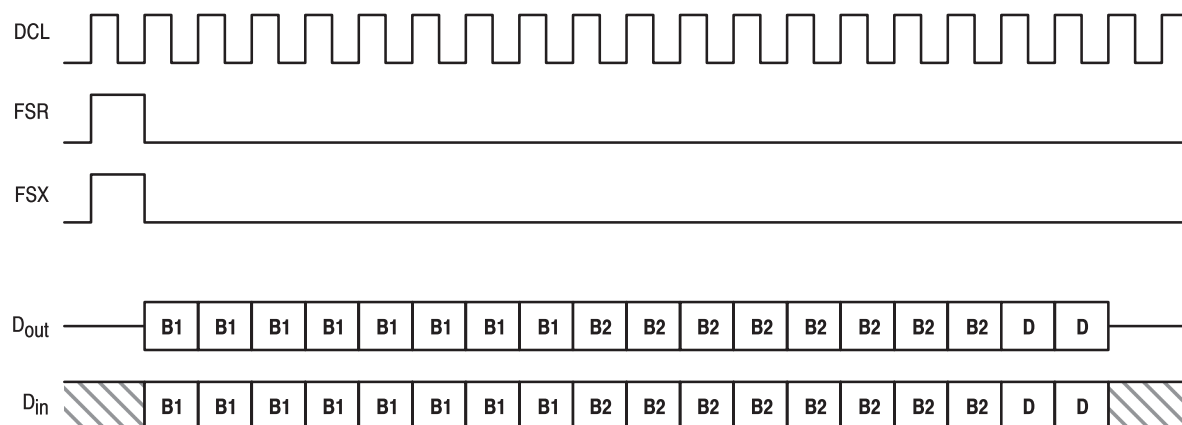 DCL
FSR
FSX
Dout B1 B1 B1 B1 B1 B1 B1 B1 B2 B2 B2 B2 B2 B2 B2 B2 D D
Din B1 B1 B1 B1 B1 B1 B1 B1 B2 B2 B2 B2 B2 B2 B2 B2 D D